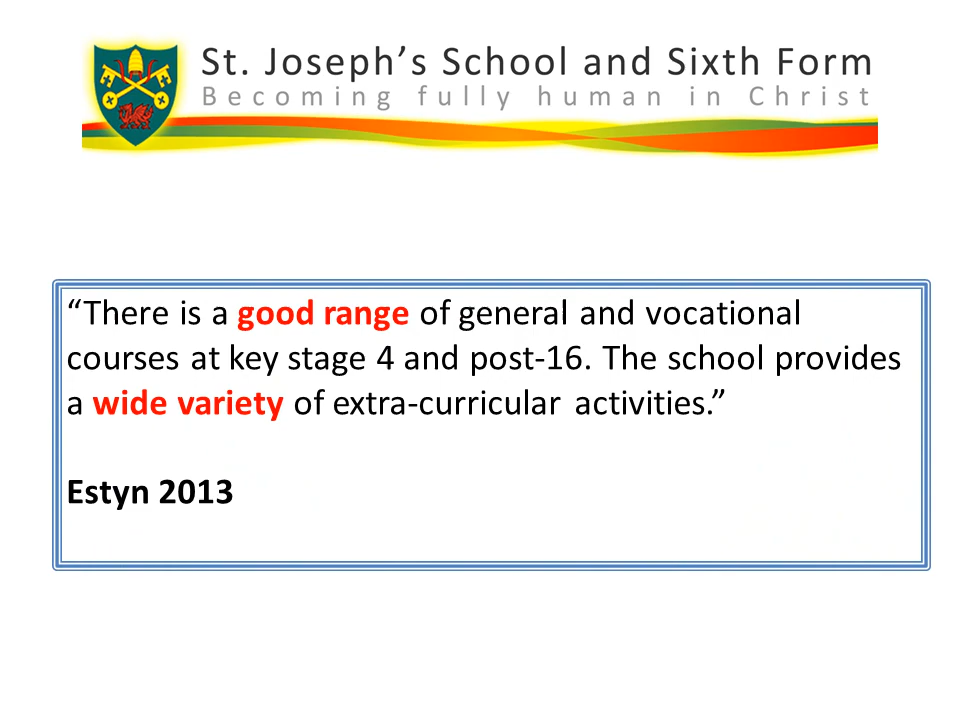 St. Joseph’s School and Sixth Form
Becoming fully human in Christ
“There is a good range of general and vocational
courses at key stage 4 and post-16. The school provides
a wide variety of extra-curricular activities.”
Estyn 2013